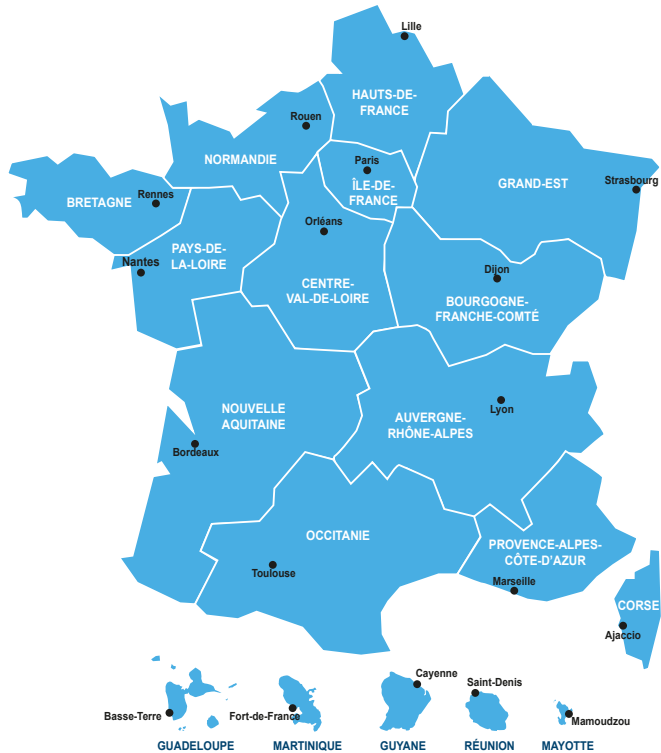 Lille
HAUTS-DE-
FRANCE
Rouen
NORMANDIE
Paris
ÎLE-DE-
FRANCE
GRAND-EST
Strasbourg
BRETAGNE
Rennes
PAYS-DE-
LA-LOIRE
Nantes
Orléans
CENTRE-
VAL-DE-LOIRE
Dijon
BOURGOGNE-
FRANCHE-COMTÉ
NOUVELLE
AQUITAINE
Bordeaux
AUVERGNE-
RHÔNE-ALPES
Lyon
OCCITANIE
Toulouse
PROVENCE-ALPES-
CÔTE-D'AZUR
Marseille
CORSE
Ajaccio
Basse-Terre
GUADELOUPE
Fort-de-France
MARTINIQUE
Cayenne
GUYANE
Saint-Denis
RÉUNION
Mamoudzou
MAYOTTE